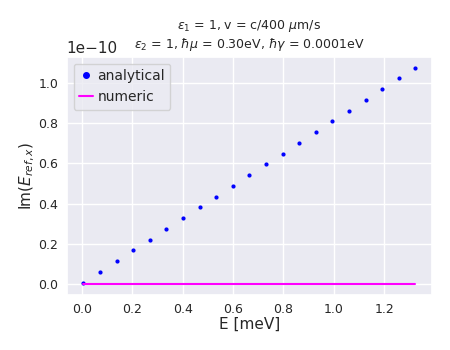 ε₁ = 1, v = c/400 μm/s
ε₂ = 1, ℏμ = 0.30eV, ℏγ = 0.0001eV
1e−10
analytical
numeric
1.0
0.8
0.6
0.4
0.2
0.0
Im(E_{ref,x})
0.0 0.2 0.4 0.6 0.8 1.0 1.2
E [meV]